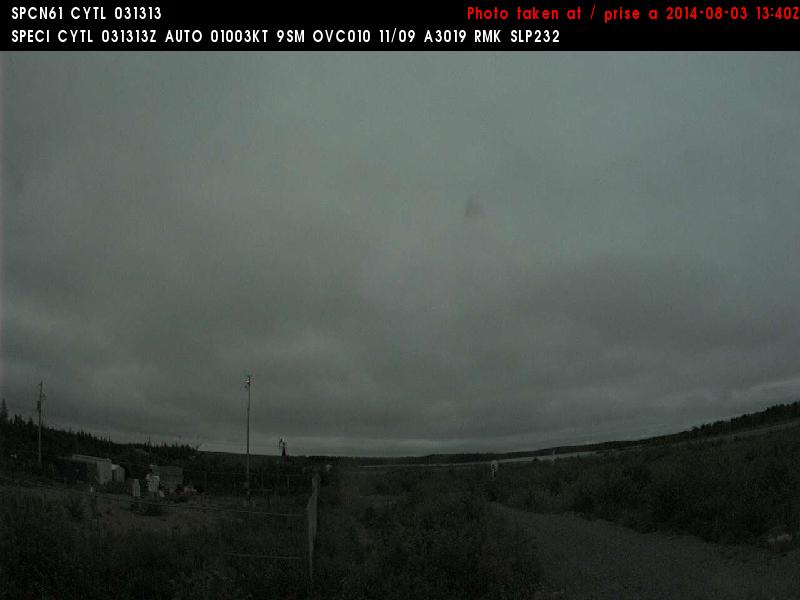 SPCN61 CYTL 031313
Photo taken at / prise a 2014-08-03 13:40Z
SPECI CYTL 031313Z AUTO 01003KT 9SM OVC010 11/09 A3019 RMK SLP232